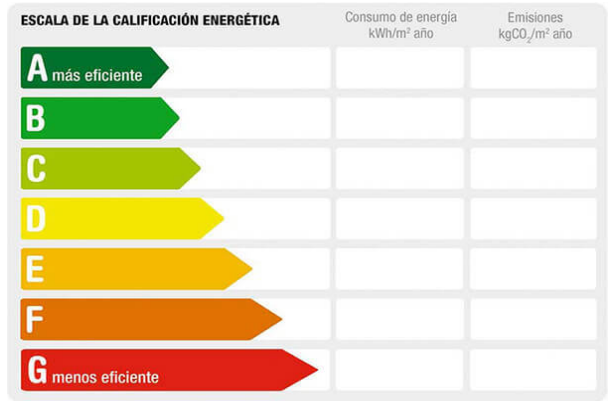 ESCALA DE LA CALIFICACIÓN ENERGÉTICA
Consumo de energía
kWh/m² año
Emisiones
kgCO₂/m² año
A más eficiente
B
C
D
E
F
G menos eficiente